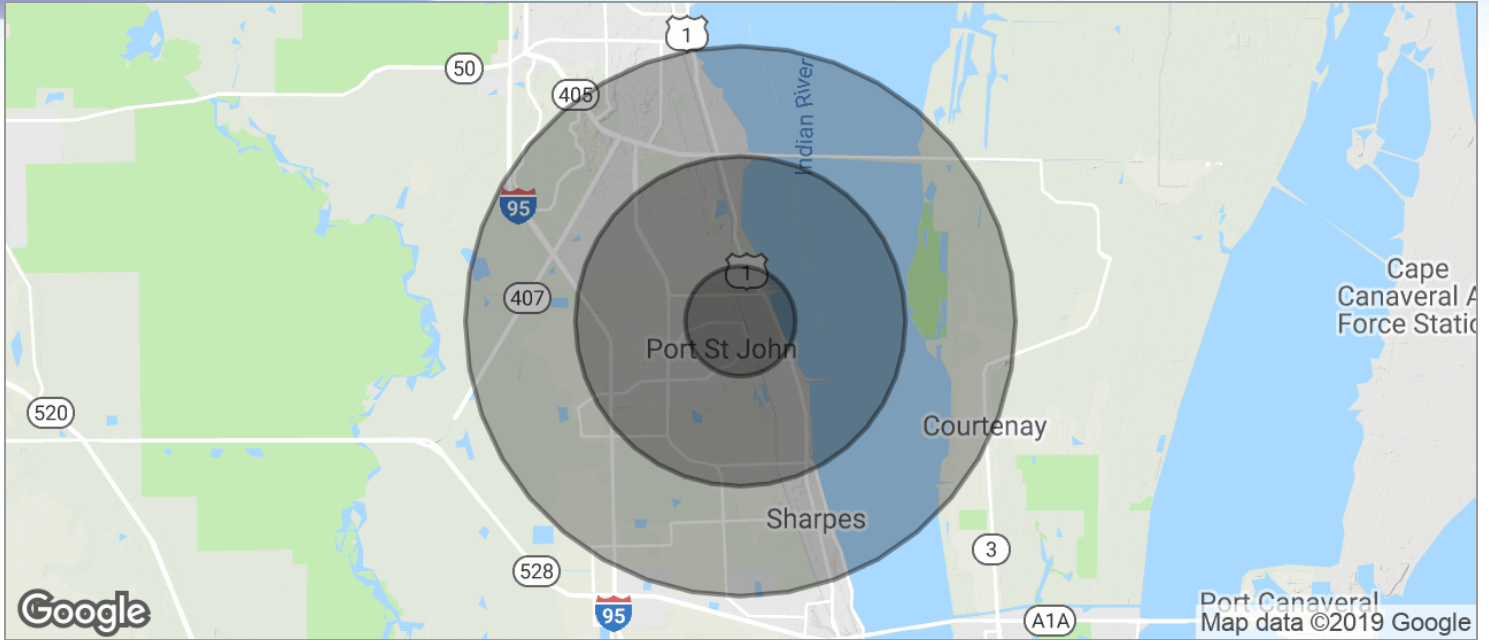 1
50
405
Indian River
95
1
407
Cape
Canaveral A
Force Static
Port St John
520
Courtenay
Sharpes
3
528
95
Port Canaveral
A1A
Google
Map data ©2019 Google